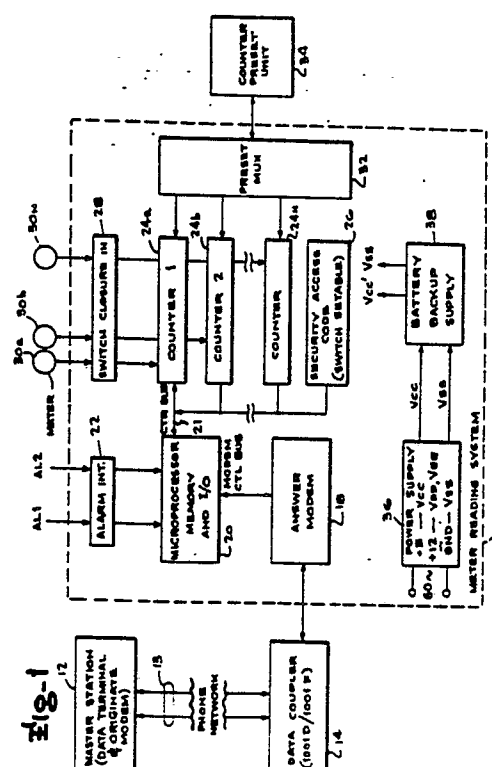 Fig-1
12
MASTER STATION
(DATA TERMINAL
& ORIGINATE
MODEM)
13
PHONE
NETWORK
DATA COUPLER
(1001D/1001F)
14
AL1
AL2
ALARM INT.
22
METER
30a
30b
30n
SWITCH CLOSURE IN
28
MICROPROCESSOR
MEMORY
AND I/O
20
CTR BUS
21
COUNTER
1
24a
COUNTER
2
24b
COUNTER
24n
SECURITY ACCESS
CODE
(SWITCH SETABLE)
26
MODEM
CTL BUS
ANSWER
MODEM
18
PRESET
MUX
32
COUNTER
PRESET
UNIT
34
POWER SUPPLY
+5 — VCC
+12 — VDD, VGG
GND — VSS
36
60~
VCC
VSS
BATTERY
BACKUP
SUPPLY
38
VCC' VSS
METER READING SYSTEM